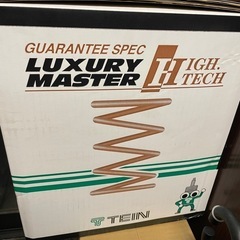 GUARANTEE SPEC
LUXURY
MASTER
HIGH.
TECH
TEIN